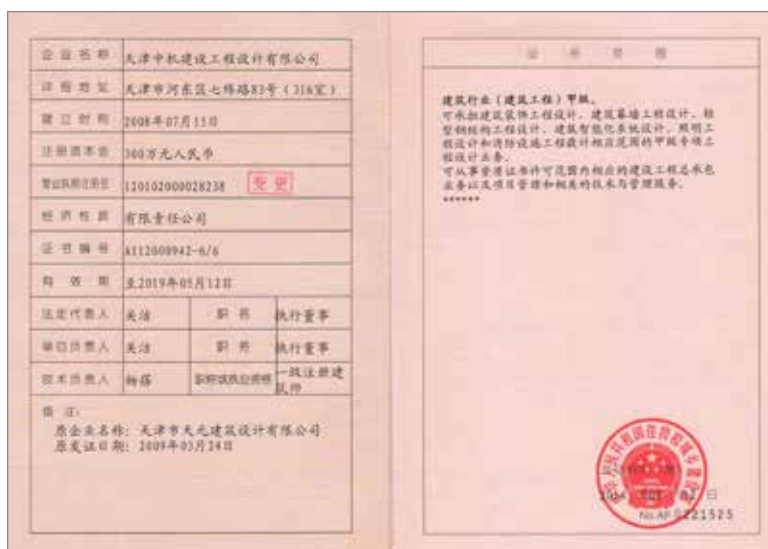 企业名称 天津中机建设工程设计有限公司
详细地址 天津市河东区七纬路83号(316室)
建立时间 2008年07月15日
注册资本金 300万元人民币
营业执照注册号 120102000028238 变更
经济性质 有限责任公司
证书编号 A112000942-6/6
有效期 至2019年05月12日
法定代表人 关洁 职务 执行董事
单位负责人 关洁 职务 执行董事
技术负责人 杨蓓 职称或执业资格 一级注册建筑师
备注:
原企业名称:天津市天元建筑设计有限公司
原发证日期:2009年03月24日
业务范围
建筑行业(建筑工程)甲级。
可承担建筑装饰工程设计、建筑幕墙工程设计、轻
型钢结构工程设计、建筑智能化系统设计、照明工
程设计和消防设施工程设计相应范围的甲级专项工
程设计业务。
可从事资质证书许可范围内相应的建设工程总承包
业务以及项目管理和相关的技术与管理服务。
******
No.AF 0221525